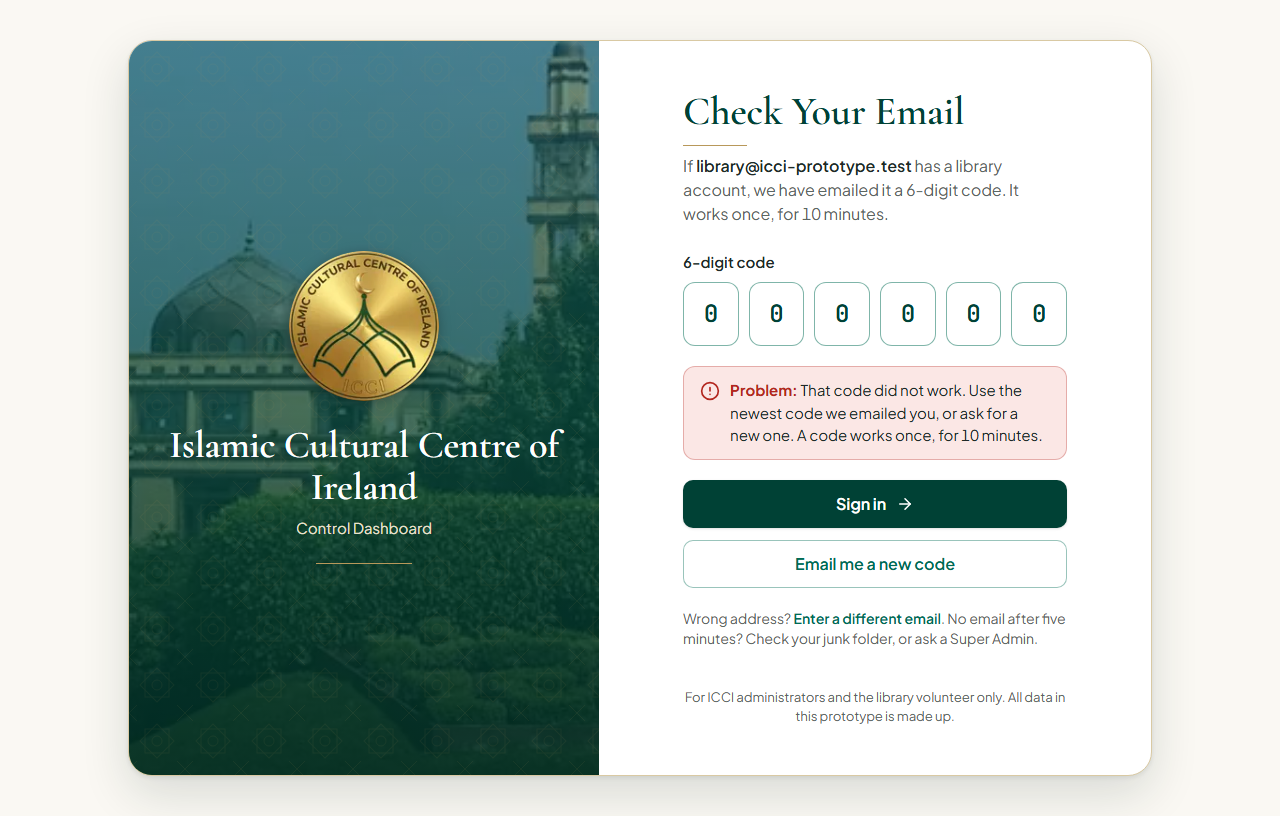 ISLAMIC CULTURAL CENTRE OF IRELAND
ICCI
Islamic Cultural Centre of
Ireland
Control Dashboard
Check Your Email
If library@icci-prototype.test has a library
account, we have emailed it a 6-digit code. It
works once, for 10 minutes.
6-digit code
0 0 0 0 0 0
Problem: That code did not work. Use the
newest code we emailed you, or ask for a
new one. A code works once, for 10 minutes.
Sign in →
Email me a new code
Wrong address? Enter a different email. No email after five
minutes? Check your junk folder, or ask a Super Admin.
For ICCI administrators and the library volunteer only. All data in
this prototype is made up.